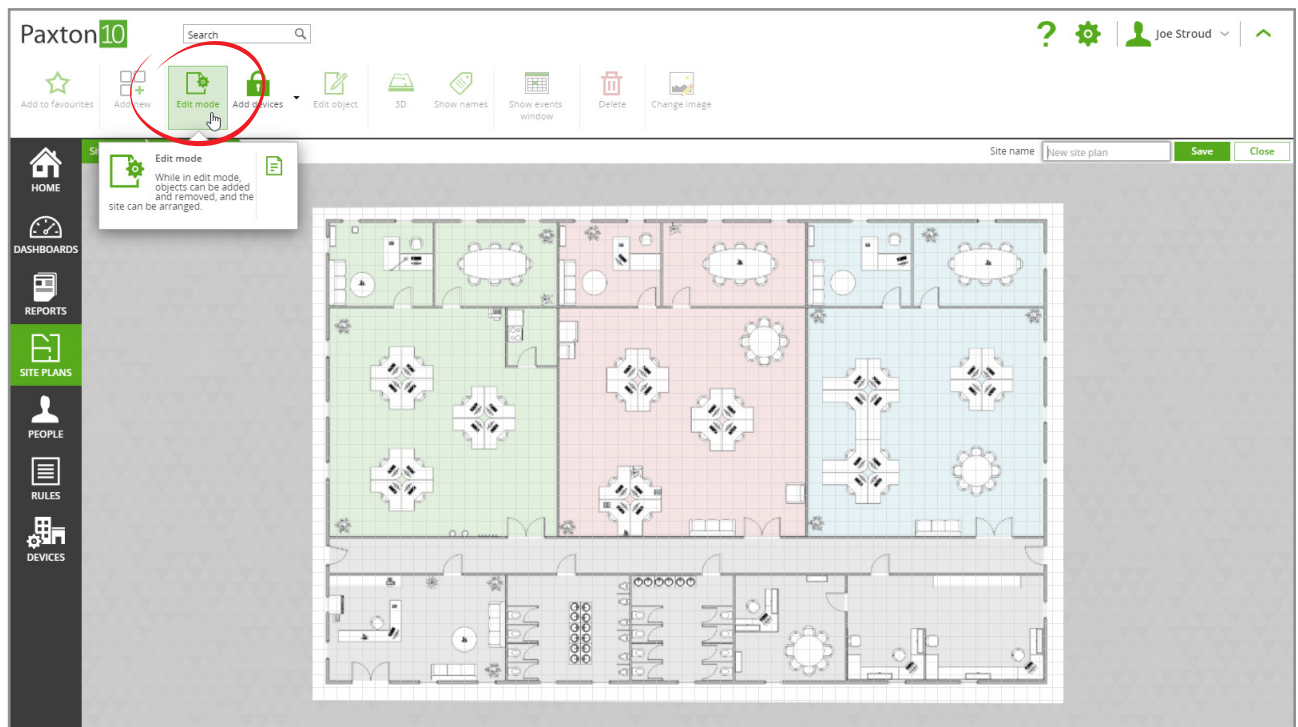 Paxton 10
Search
Joe Stroud
Add to favourites
Add new
Edit mode
Add devices
Edit object
3D
Show names
Show events
window
Delete
Change image
Site name
New site plan
Save
Close
Edit mode
While in edit mode,
objects can be added
and removed, and the
site can be arranged.
HOME
DASHBOARDS
REPORTS
SITE PLANS
PEOPLE
RULES
DEVICES